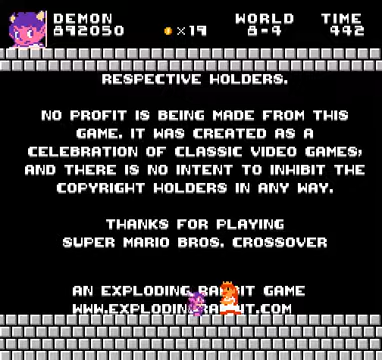 DEMON WORLD TIME
892050 ×19 8-4 442
RESPECTIVE HOLDERS.
NO PROFIT IS BEING MADE FROM THIS
GAME. IT WAS CREATED AS A
CELEBRATION OF CLASSIC VIDEO GAMES,
AND THERE IS NO INTENT TO INHIBIT THE
COPYRIGHT HOLDERS IN ANY WAY.
THANKS FOR PLAYING
SUPER MARIO BROS. CROSSOVER
AN EXPLODING RABBIT GAME
WWW.EXPLODINGRABBIT.COM